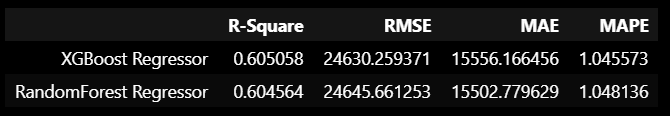 R-Square RMSE MAE MAPE
XGBoost Regressor 0.605058 24630.259371 15556.166456 1.045573
RandomForest Regressor 0.604564 24645.661253 15502.779629 1.048136